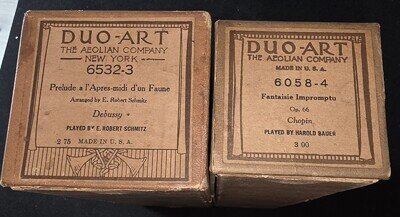 DUO-ART
THE AEOLIAN COMPANY
NEW YORK
6532-3
Prelude a l'Apres-midi d'un Faune
Arranged by E. Robert Schmitz
Debussy
PLAYED BY E. ROBERT SCHMITZ
2 75 MADE IN U. S. A.
DUO-ART
THE AEOLIAN COMPANY
MADE IN U. S. A.
6058-4
Fantaisie Impromptu
Op. 66
Chopin
PLAYED BY HAROLD BAUER
3 00